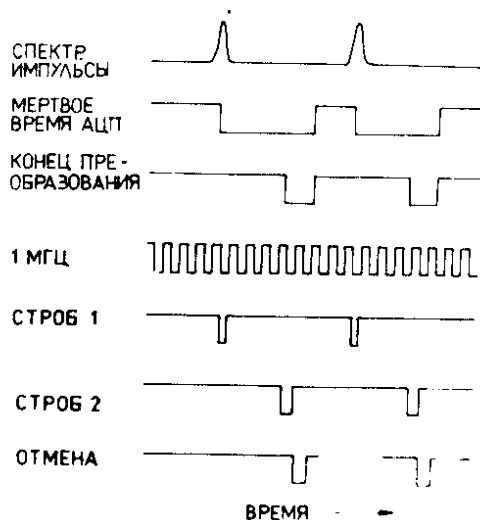 СПЕКТР.
ИМПУЛЬСЫ
МЕРТВОЕ
ВРЕМЯ АЦП
КОНЕЦ ПРЕ-
ОБРАЗОВАНИЯ
1 МГЦ
СТРОБ 1
СТРОБ 2
ОТМЕНА
ВРЕМЯ